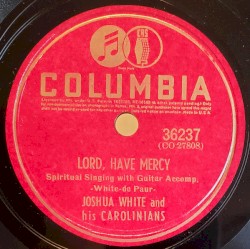 COLUMBIA
36237
(CO 27808)
LORD, HAVE MERCY
Spiritual Singing with Guitar Accomp.
-White-de Paur-
JOSHUA WHITE and
his CAROLINIANS